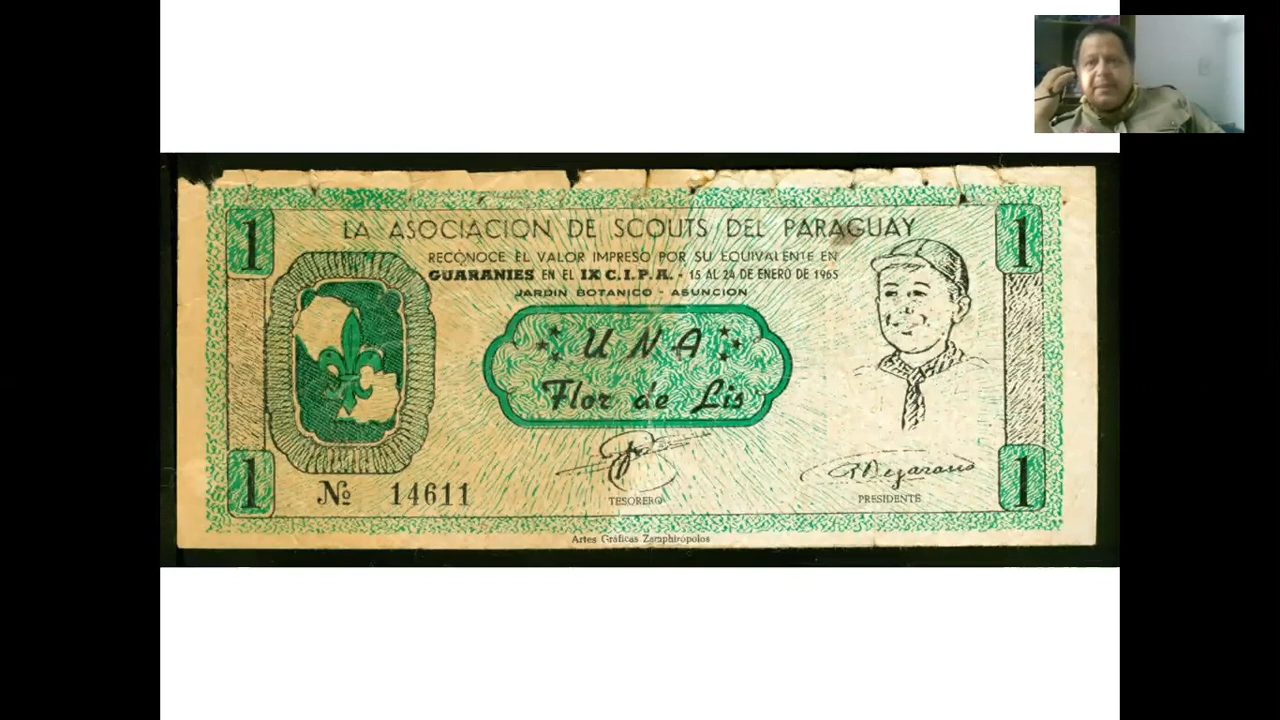 1 1
LA ASOCIACION DE SCOUTS DEL PARAGUAY
RECONOCE EL VALOR IMPRESO POR SU EQUIVALENTE EN
GUARANIES EN EL IX C.I.P.A. - 15 AL 24 DE ENERO DE 1965
JARDIN BOTANICO - ASUNCION
UNA
Flor de Lis
1 1
Nº 14611
TESORERO
PRESIDENTE
Artes Gráficas Zamphirópolos